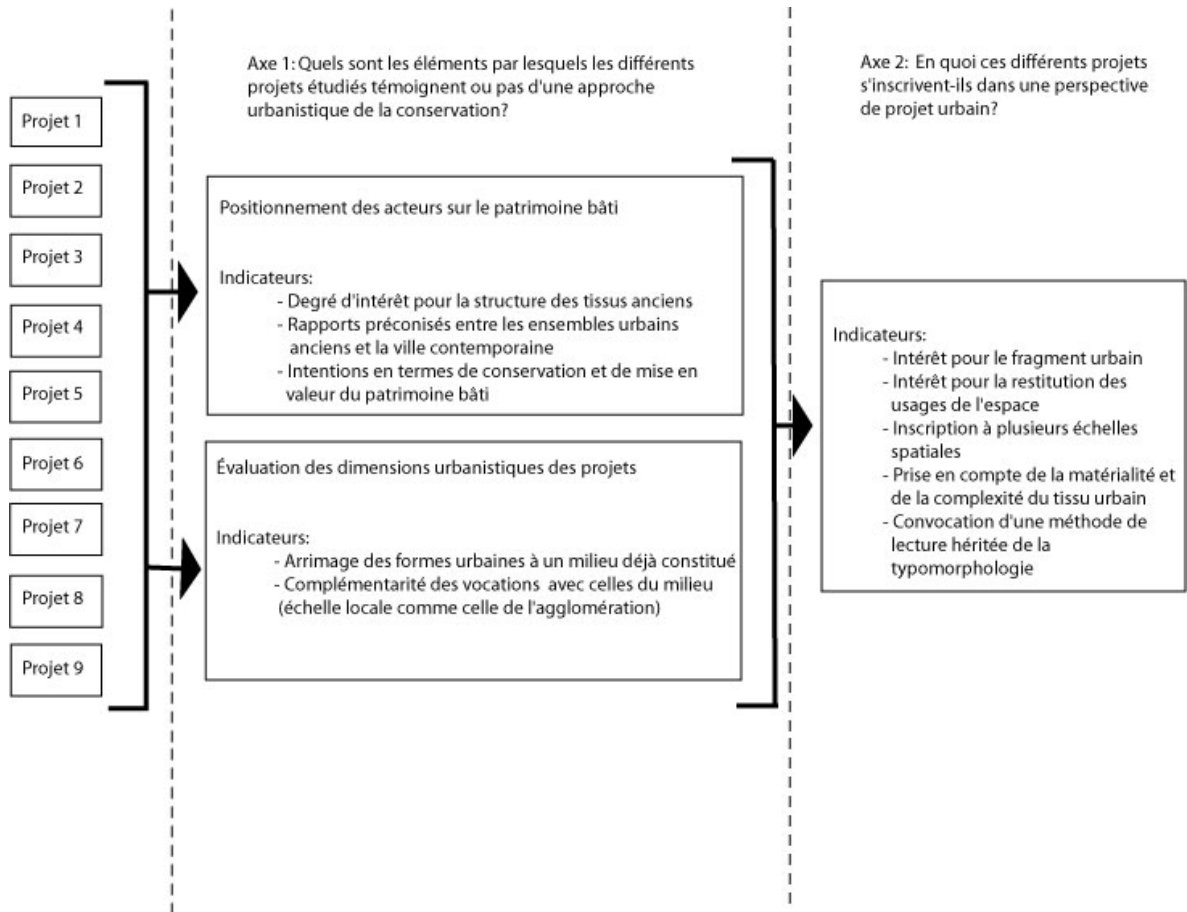 Projet 1
Projet 2
Projet 3
Projet 4
Projet 5
Projet 6
Projet 7
Projet 8
Projet 9
Axe 1: Quels sont les éléments par lesquels les différents
projets étudiés témoignent ou pas d'une approche
urbanistique de la conservation?
Positionnement des acteurs sur le patrimoine bâti
Indicateurs:
- Degré d'intérêt pour la structure des tissus anciens
- Rapports préconisés entre les ensembles urbains
anciens et la ville contemporaine
- Intentions en termes de conservation et de mise en
valeur du patrimoine bâti
Évaluation des dimensions urbanistiques des projets
Indicateurs:
- Arrimage des formes urbaines à un milieu déjà constitué
- Complémentarité des vocations avec celles du milieu
(échelle locale comme celle de l'agglomération)
Axe 2: En quoi ces différents projets
s'inscrivent-ils dans une perspective
de projet urbain?
Indicateurs:
- Intérêt pour le fragment urbain
- Intérêt pour la restitution des
usages de l'espace
- Inscription à plusieurs échelles
spatiales
- Prise en compte de la matérialité et
de la complexité du tissu urbain
- Convocation d'une méthode de
lecture héritée de la
typomorphologie